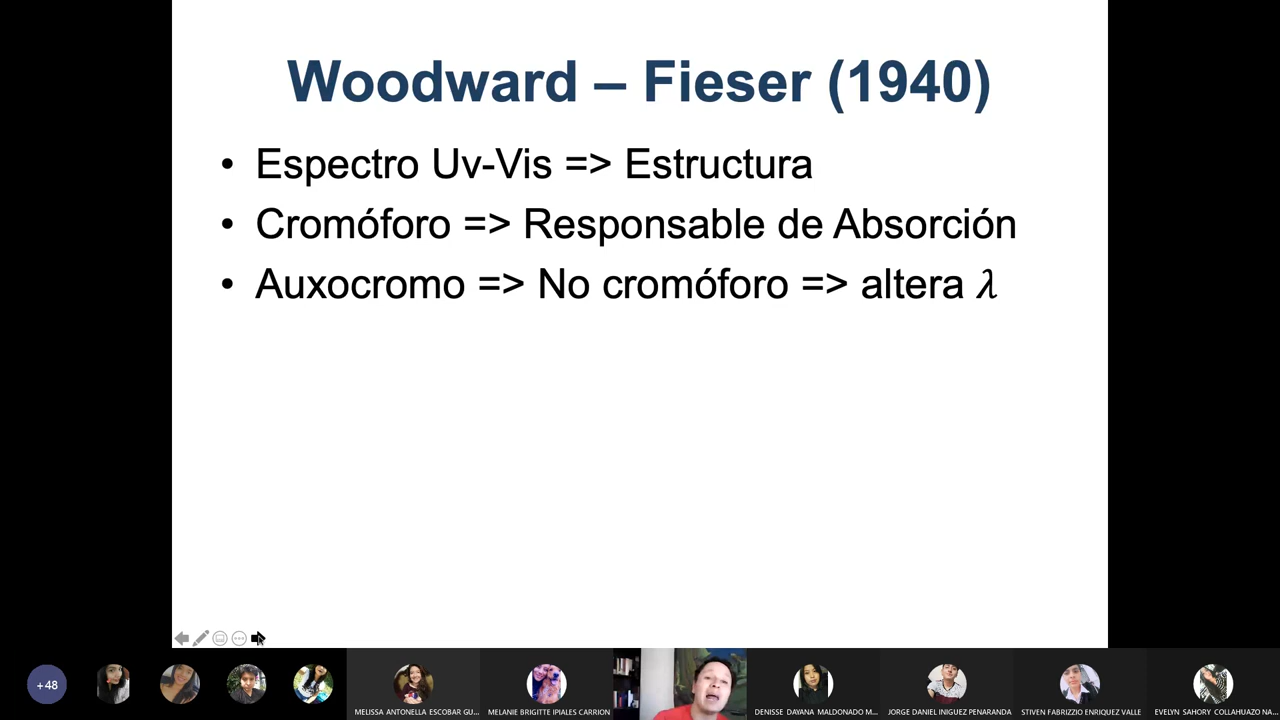 Woodward – Fieser (1940)
• Espectro Uv-Vis => Estructura
• Cromóforo => Responsable de Absorción
• Auxocromo => No cromóforo => altera λ
+48
MELISSA ANTONELLA ESCOBAR GU...
MELANIE BRIGITTE IPIALES CARRION
DENISSE DAYANA MALDONADO M...
JORGE DANIEL INIGUEZ PENARANDA
STIVEN FABRIZZIO ENRIQUEZ VALLE
EVELYN SAHORY COLLAHUAZO NA...